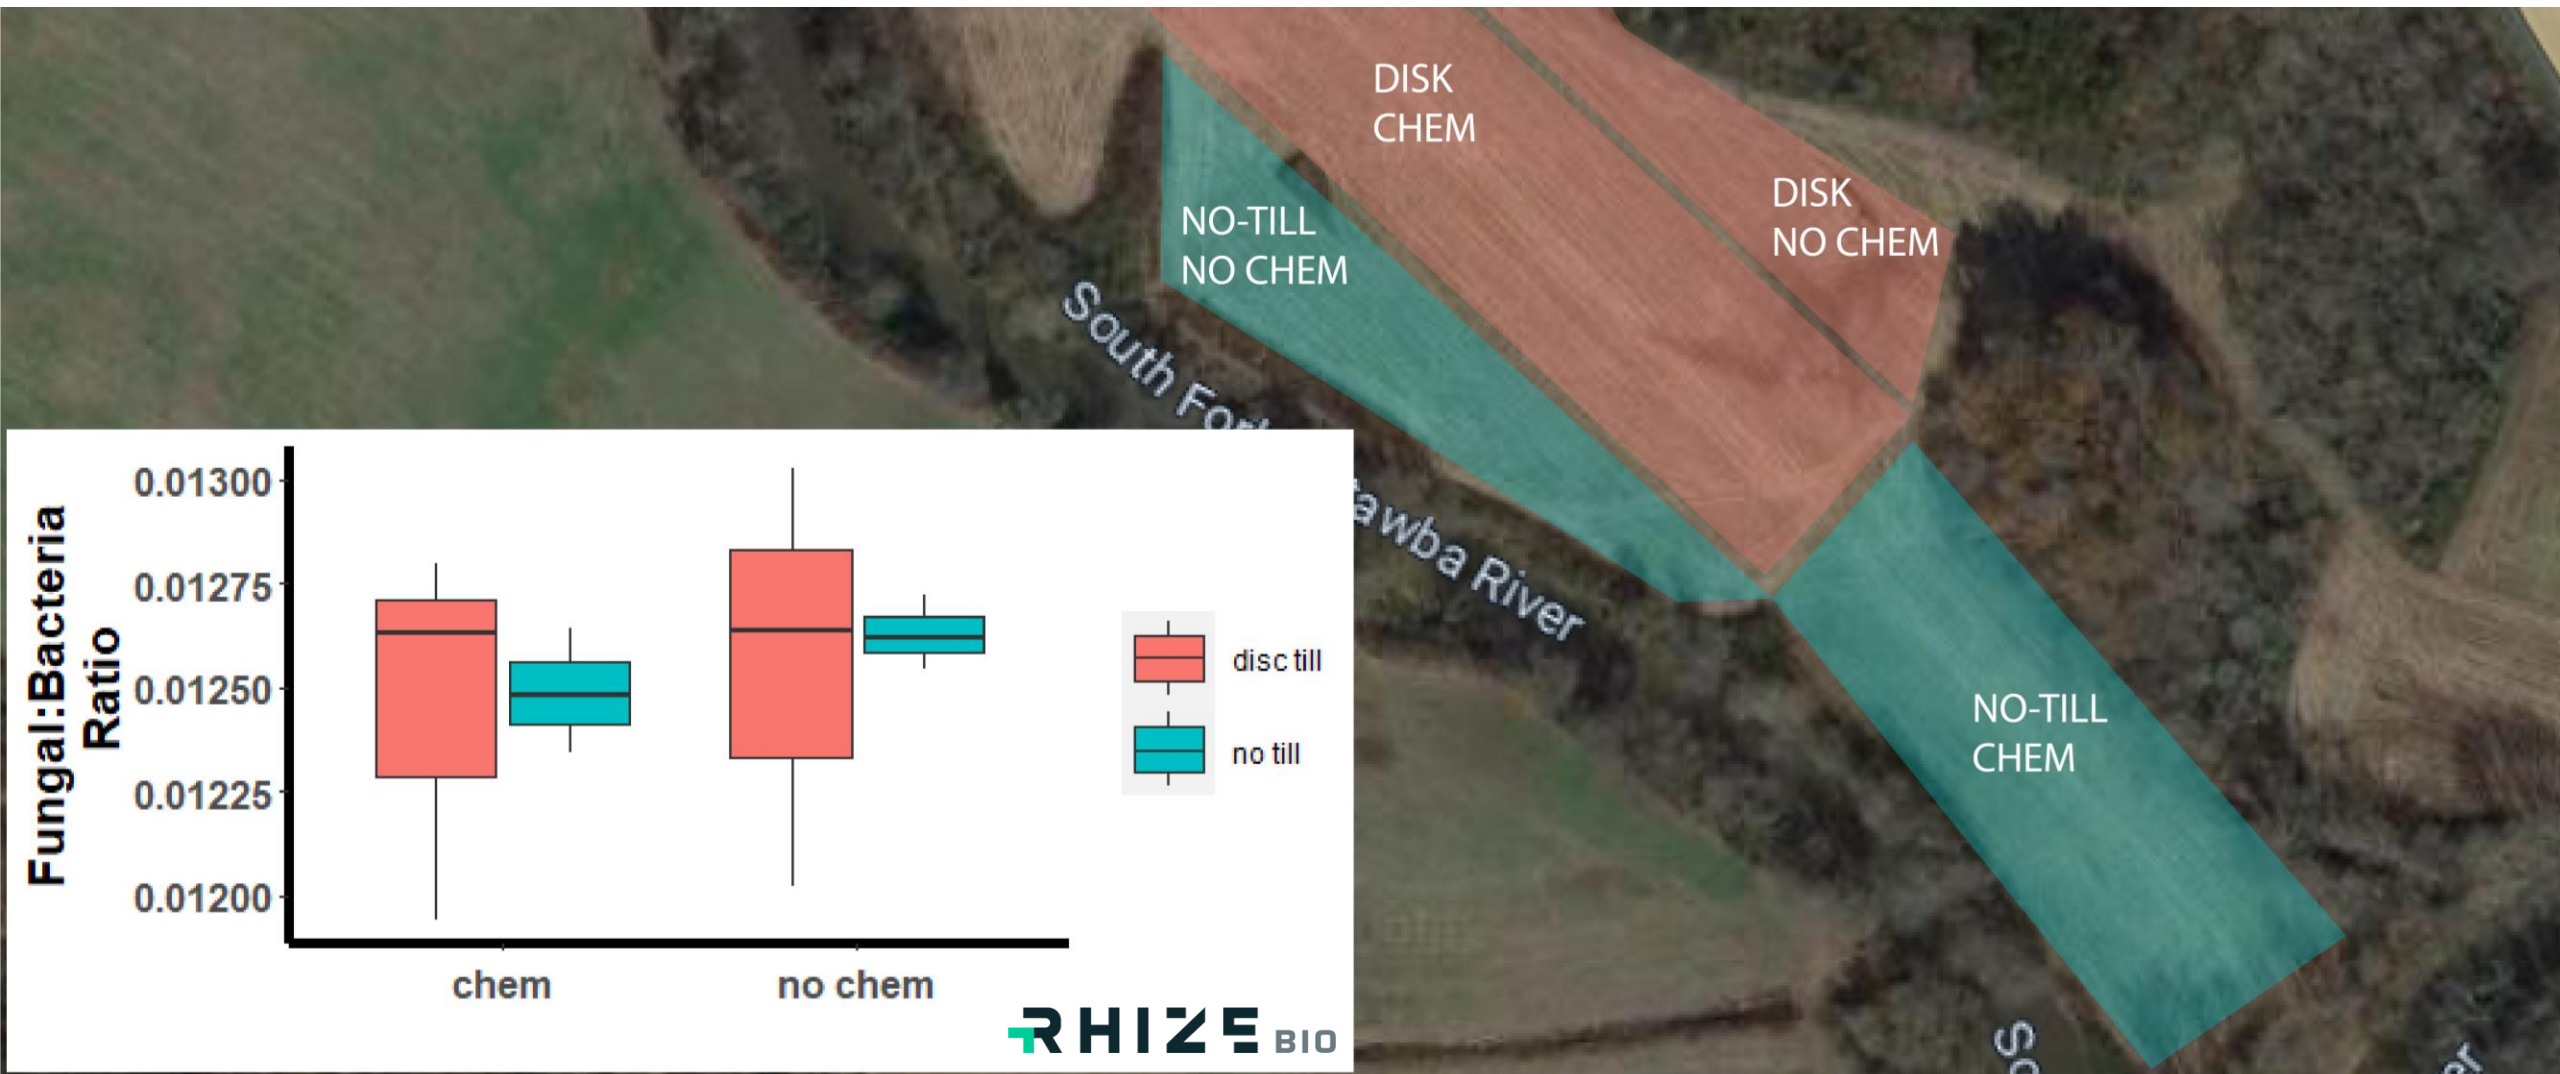 DISK
CHEM
DISK
NO CHEM
NO-TILL
NO CHEM
South
awba River
NO-TILL
CHEM
Fungal:Bacteria
Ratio
0.01300
0.01275
0.01250
0.01225
0.01200
chem
no chem
disc till
no till
RHIZE BIO